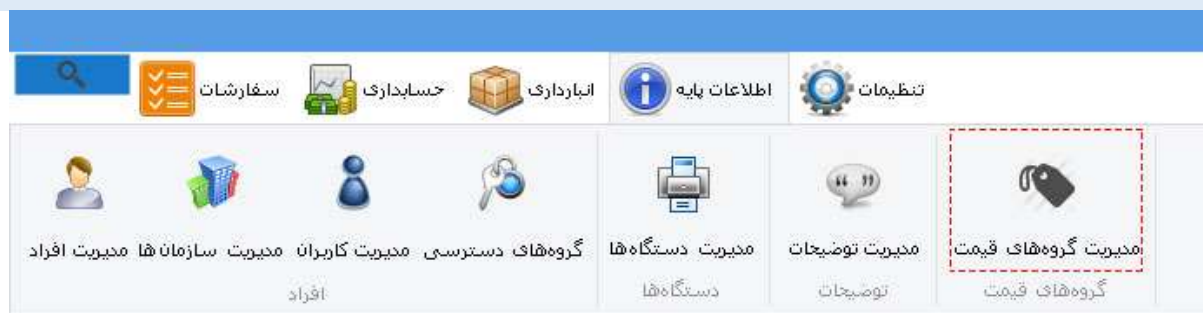 تنظیمات اطلاعات پایه انبارداری حسابداری سفارشات
مدیریت گروه‌های قیمت مدیریت توضیحات مدیریت دستگاه‌ها گروه‌های دسترسی مدیریت کاربران مدیریت سازمان‌ها مدیریت افراد
گروه‌های قیمت توضیحات دستگاه‌ها افراد